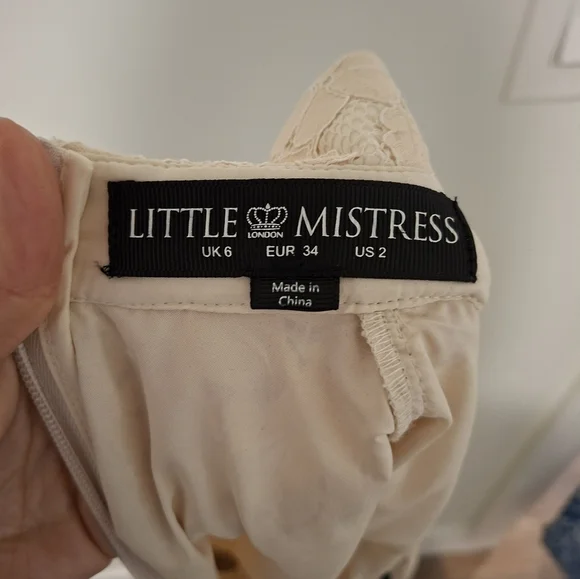 LITTLE LONDON MISTRESS
UK 6 EUR 34 US 2
Made in
China